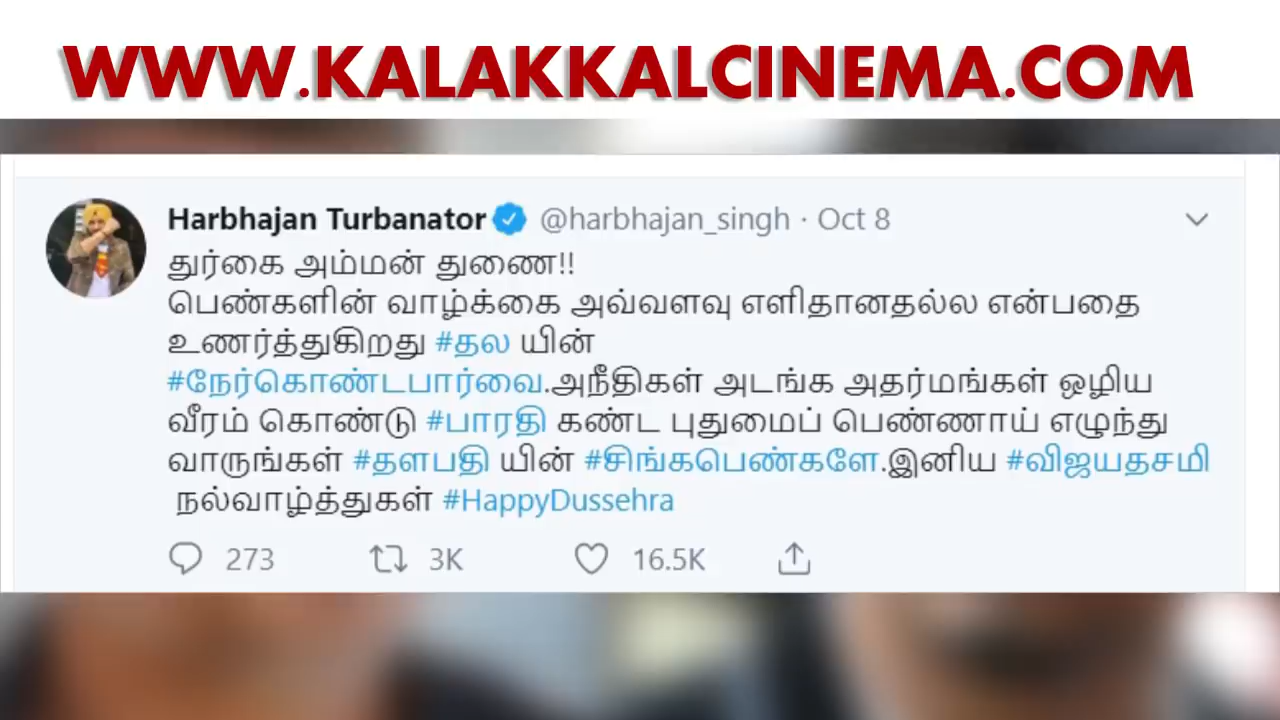 WWW.KALAKKALCINEMA.COM
Harbhajan Turbanator @harbhajan_singh · Oct 8
துர்கை அம்மன் துணை!!
பெண்களின் வாழ்க்கை அவ்வளவு எளிதானதல்ல என்பதை
உணர்த்துகிறது #தல யின்
#நேர்கொண்டபார்வை.அநீதிகள் அடங்க அதர்மங்கள் ஒழிய
வீரம் கொண்டு #பாரதி கண்ட புதுமைப் பெண்ணாய் எழுந்து
வாருங்கள் #தளபதி யின் #சிங்கபெண்களே.இனிய #விஜயதசமி
நல்வாழ்த்துகள் #HappyDussehra
273 3K 16.5K